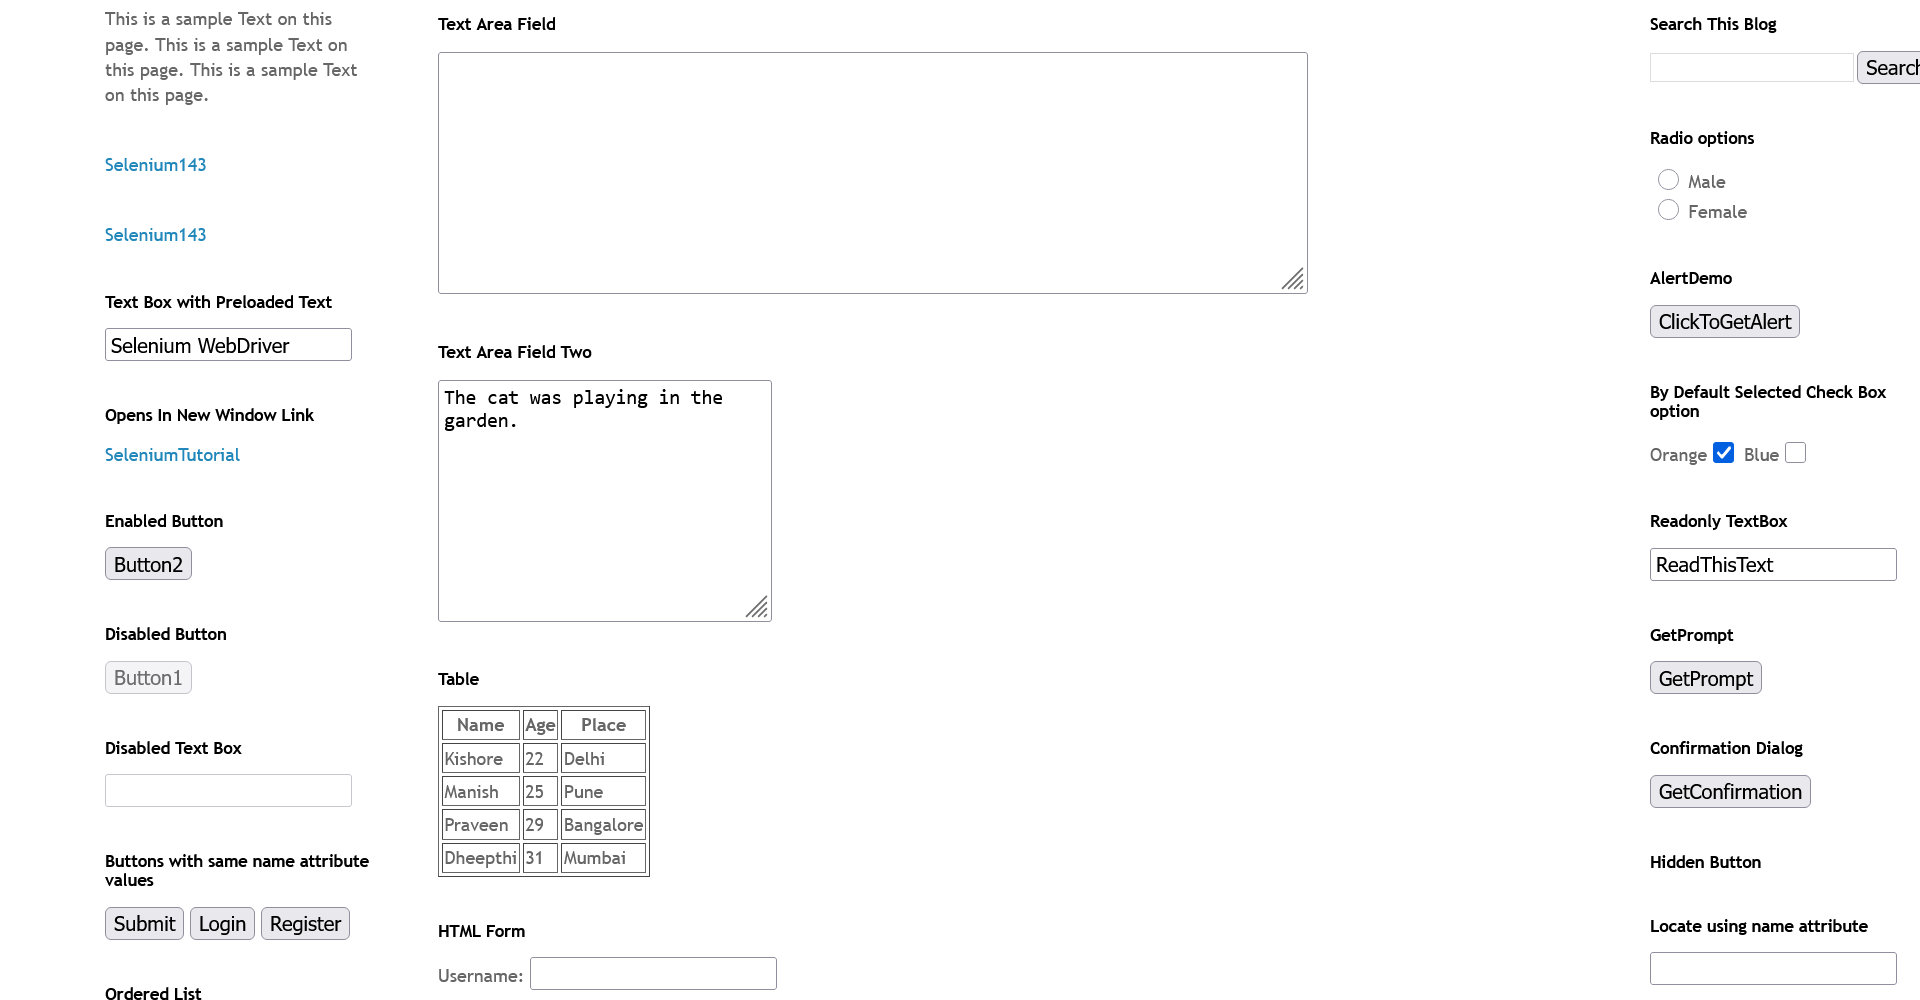 This is a sample Text on this
page. This is a sample Text on
this page. This is a sample Text
on this page.
Selenium143
Selenium143
Text Box with Preloaded Text
Selenium WebDriver
Opens In New Window Link
SeleniumTutorial
Enabled Button
Button2
Disabled Button
Button1
Disabled Text Box
Buttons with same name attribute
values
Submit Login Register
Ordered List
Text Area Field
Text Area Field Two
The cat was playing in the
garden.
Table
Name Age Place
Kishore 22 Delhi
Manish 25 Pune
Praveen 29 Bangalore
Dheepthi 31 Mumbai
HTML Form
Username:
Search This Blog
Search
Radio options
Male
Female
AlertDemo
ClickToGetAlert
By Default Selected Check Box
option
Orange Blue
Readonly TextBox
ReadThisText
GetPrompt
GetPrompt
Confirmation Dialog
GetConfirmation
Hidden Button
Locate using name attribute